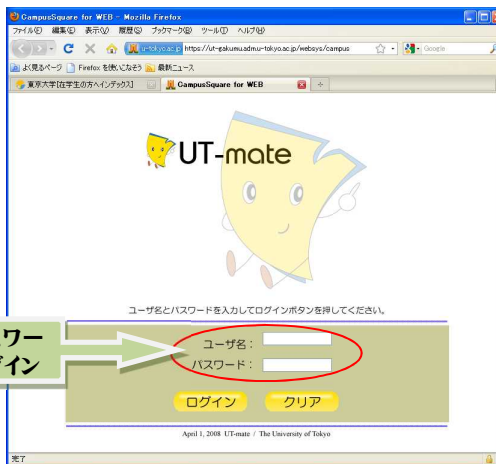 CampusSquare for WEB - Mozilla Firefox
ファイル(F) 編集(E) 表示(V) 履歴(S) ブックマーク(B) ツール(T) ヘルプ(H)
u-tokyo.ac.jp https://ut-gakumu.adm.u-tokyo.ac.jp/websys/campus Google
よく見るページ Firefox を使いこなそう 最新ニュース
東京大学[在学生の方へインデックス] CampusSquare for WEB
UT-mate
ユーザ名とパスワードを入力してログインボタンを押してください。
ワー
イン
ユーザ名:
パスワード:
ログイン クリア
April 1, 2008 UT-mate / The University of Tokyo
完了